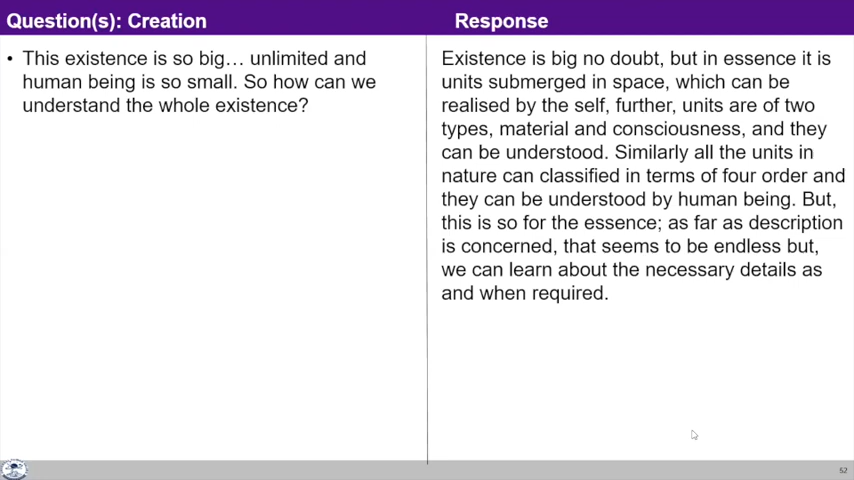 Question(s): Creation
Response
• This existence is so big... unlimited and
human being is so small. So how can we
understand the whole existence?
Existence is big no doubt, but in essence it is
units submerged in space, which can be
realised by the self, further, units are of two
types, material and consciousness, and they
can be understood. Similarly all the units in
nature can classified in terms of four order and
they can be understood by human being. But,
this is so for the essence; as far as description
is concerned, that seems to be endless but,
we can learn about the necessary details as
and when required.
52